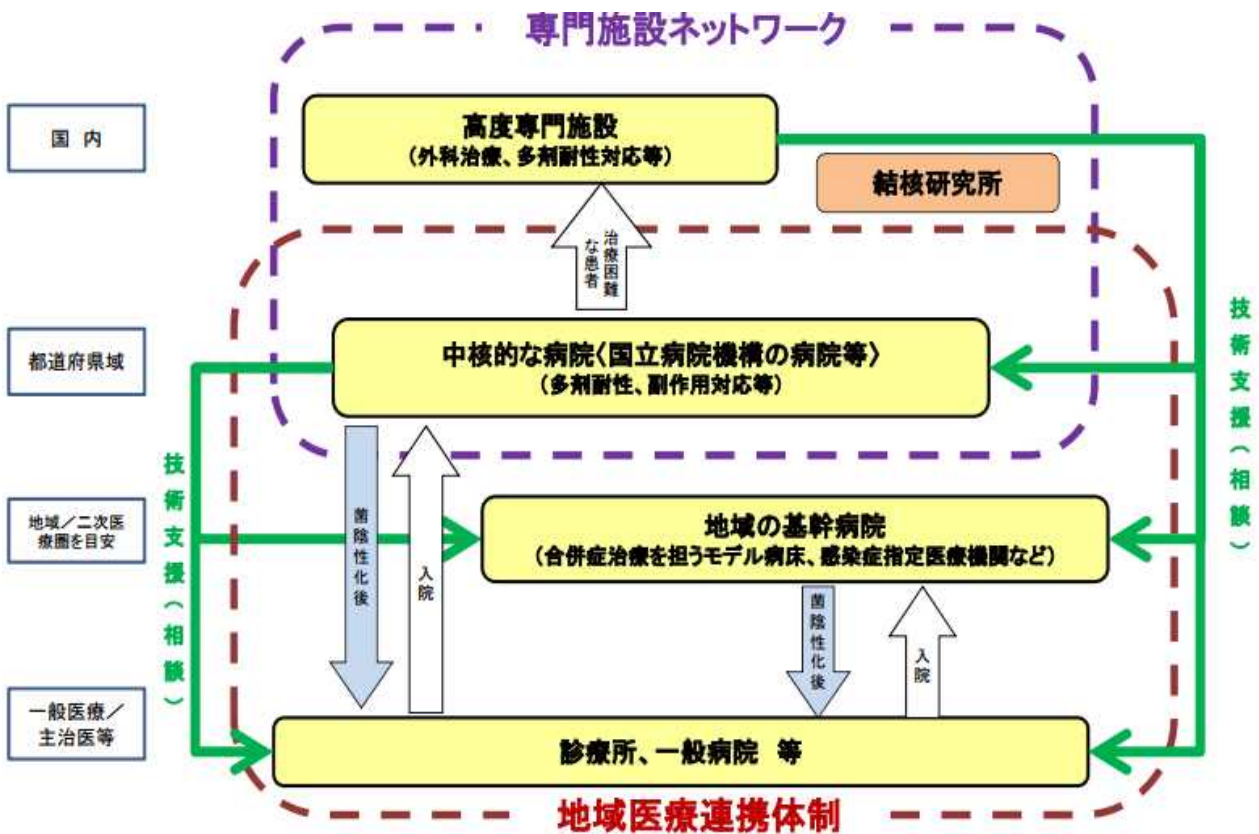 専門施設ネットワーク
国 内
高度専門施設
（外科治療、多剤耐性対応等）
結核研究所
治療困難
な患者
都道府県域
中核的な病院〈国立病院機構の病院等〉
（多剤耐性、副作用対応等）
技術支援（相談）
技術支援（相談）
地域／二次医
療圏を目安
菌陰性化後
入院
地域の基幹病院
（合併症治療を担うモデル病床、感染症指定医療機関など）
菌陰性化後
入院
一般医療／
主治医等
診療所、一般病院 等
地域医療連携体制